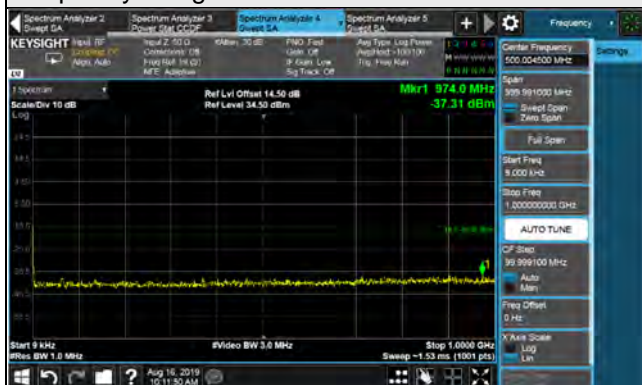 Spectrum Analyzer 2
Swept SA
Spectrum Analyzer 3
Power Stat CCDF
Spectrum Analyzer 4
Swept SA
Spectrum Analyzer 5
Swept SA
Frequency
KEYSIGHT Input: RF
Align: Auto
Input Z: 50 Ω
Corrections: Off
Freq Ref: Int (S)
NFE: Adaptive
#Atten: 30 dB
PNO: Fast
Gate: Off
IF Gain: Low
Sig Track: Off
Avg Type: Log-Power
Avg|Hold: >100/100
Trig: Free Run
1 Spectrum
Scale/Div 10 dB
Log
Ref Lvl Offset 14.50 dB
Ref Level 34.50 dBm
Mkr1 974.0 MHz
-37.31 dBm
Start 9 kHz
#Res BW 1.0 MHz
#Video BW 3.0 MHz
Stop 1.0000 GHz
Sweep ~1.53 ms (1001 pts)
Aug 16, 2019
10:11:50 AM
Center Frequency
500.004500 MHz
Settings
Span
999.991000 MHz
Swept Span
Zero Span
Full Span
Start Freq
9.000 kHz
Stop Freq
1.000000000 GHz
AUTO TUNE
CF Step
99.999100 MHz
Auto
Man
Freq Offset
0 Hz
X Axis Scale
Log
Lin